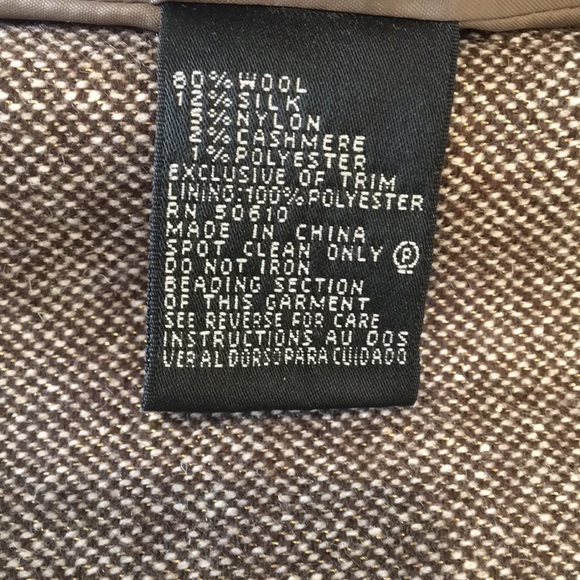 80% WOOL
12% SILK
5% NYLON
2% CASHMERE
1% POLYESTER
EXCLUSIVE OF TRIM
LINING:100% POLYESTER
RN 50610
MADE IN CHINA
SPOT CLEAN ONLY Ⓟ
DO NOT IRON
BEADING SECTION
OF THIS GARMENT
SEE REVERSE FOR CARE
INSTRUCTIONS AU DOS
VER AL DORSO PARA CUIDADO